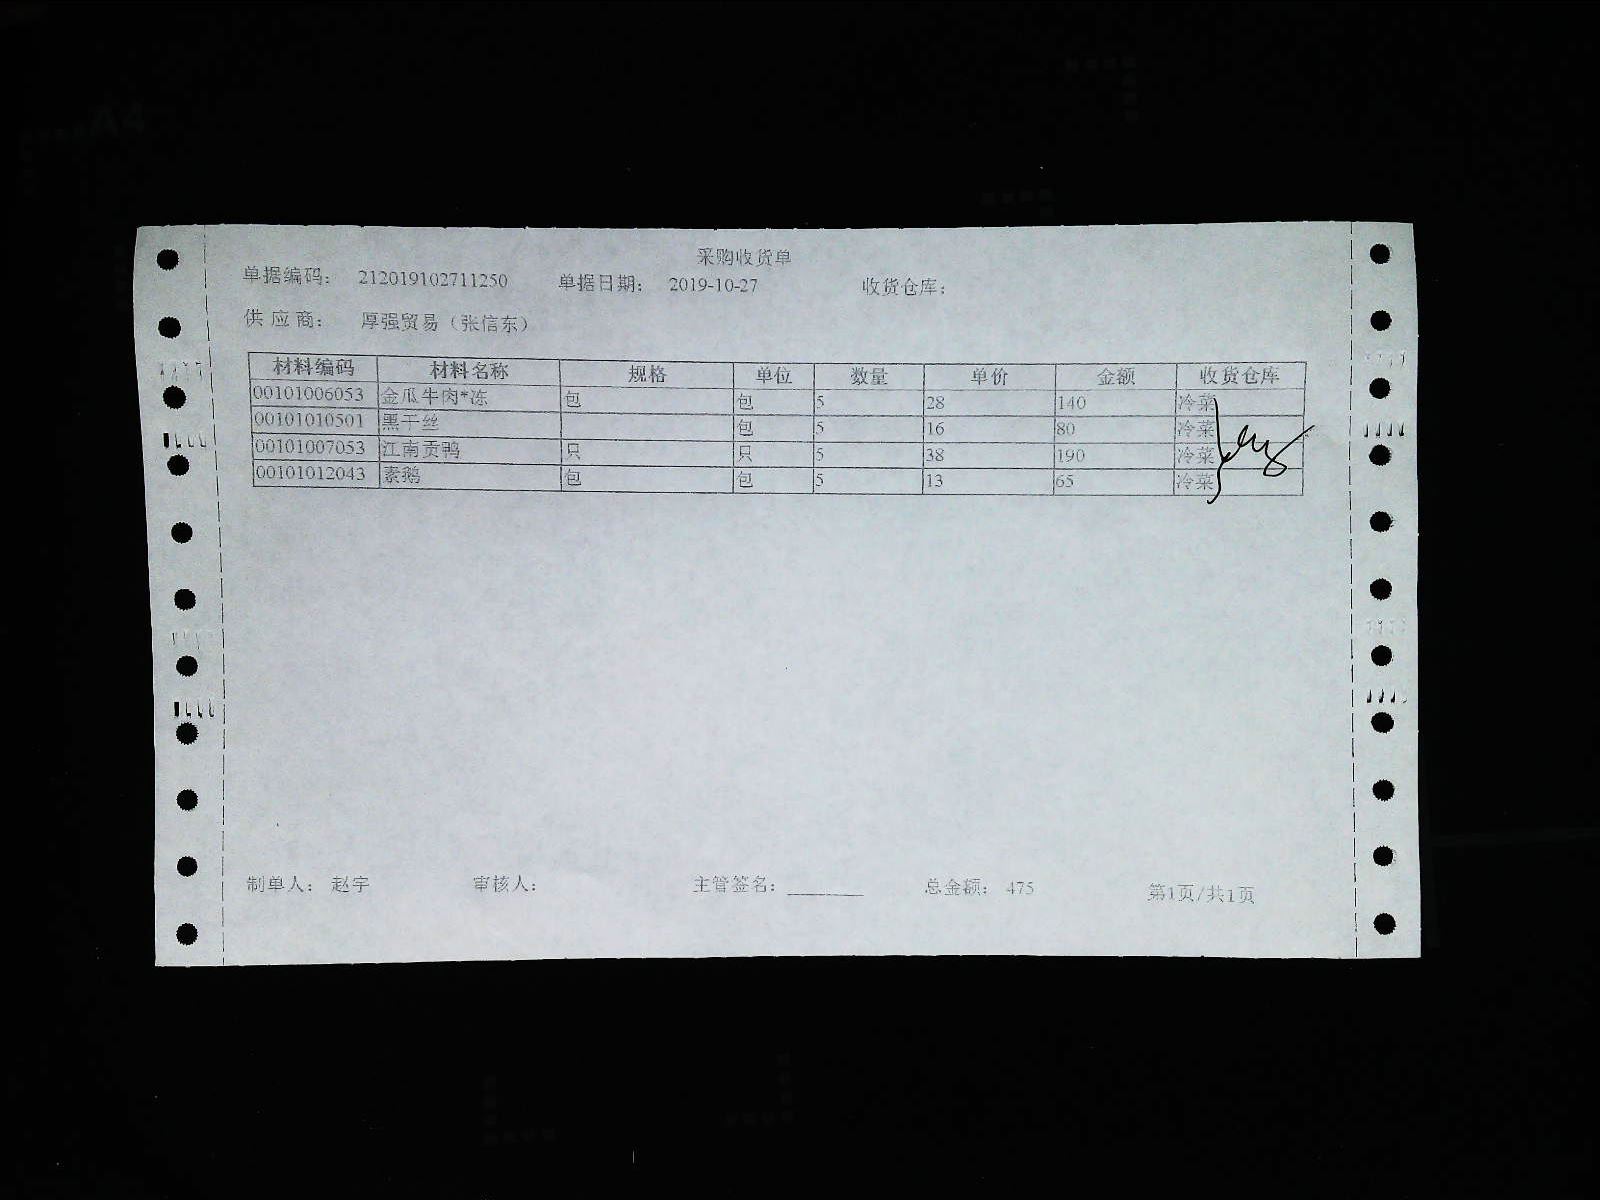 采购收货单
单据编码： 212019102711250 单据日期： 2019-10-27 收货仓库：
供应商： 厚强贸易（张信东）
材料编码 材料名称 规格 单位 数量 单价 金额 收货仓库
00101006053 金瓜牛肉*冻 包 包 5 28 140 冷菜
00101010501 黑干丝 包 5 16 80 冷菜
00101007053 江南贡鸭 只 只 5 38 190 冷菜
00101012043 素鹅 包 包 5 13 65 冷菜
制单人： 赵宇 审核人： 主管签名： 总金额： 475 第1页/共1页